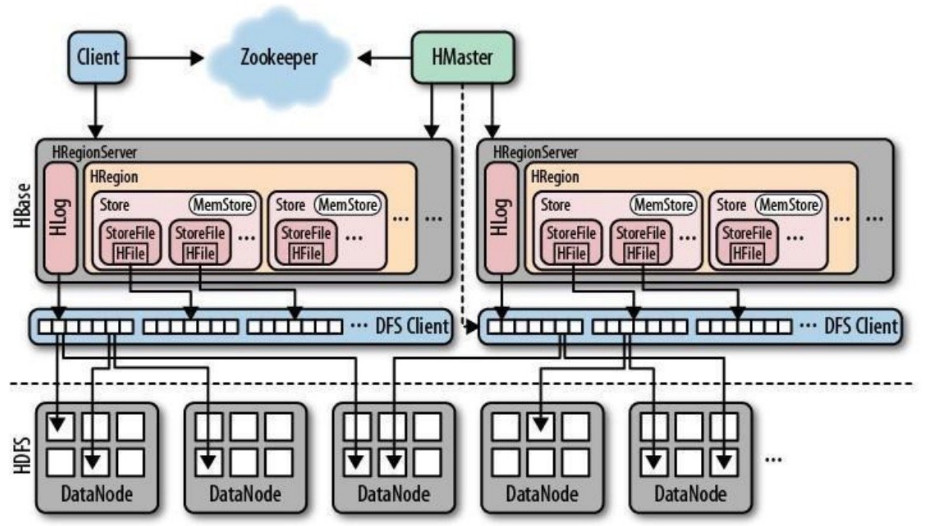 Client
Zookeeper
HMaster
HBase
HRegionServer
HLog
HRegion
Store
MemStore
StoreFile
HFile
StoreFile
HFile
...
Store
MemStore
StoreFile
HFile
...
...
...
HRegionServer
HLog
HRegion
Store
MemStore
StoreFile
HFile
StoreFile
HFile
...
Store
MemStore
StoreFile
HFile
...
...
...
... DFS Client
... DFS Client
HDFS
DataNode
DataNode
DataNode
DataNode
DataNode
...